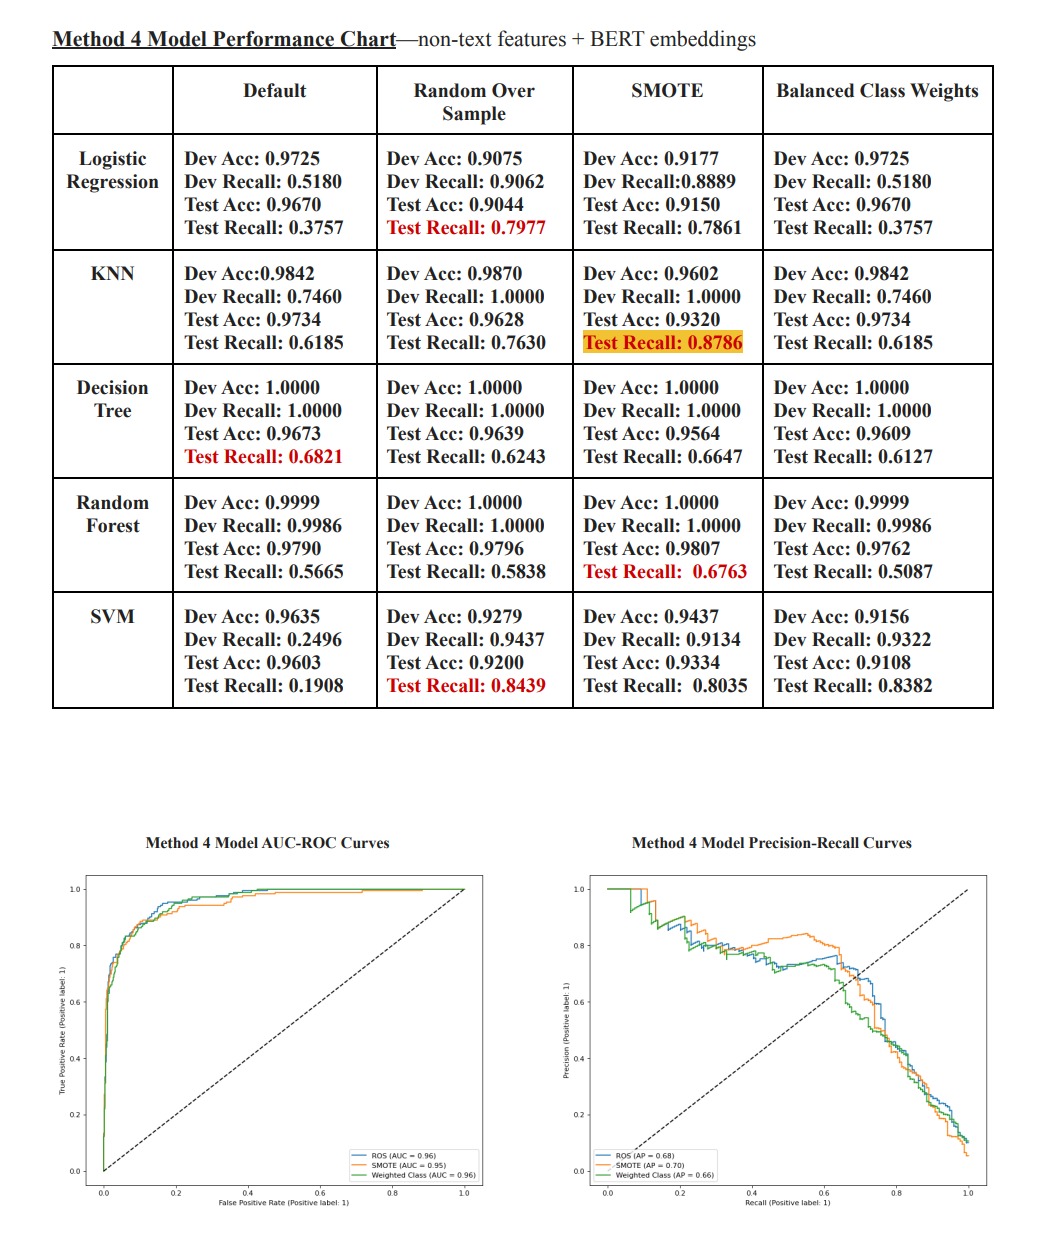 Method 4 Model Performance Chart—non-text features + BERT embeddings
Default
Random Over
Sample
SMOTE
Balanced Class Weights
Logistic
Regression
Dev Acc: 0.9725
Dev Recall: 0.5180
Test Acc: 0.9670
Test Recall: 0.3757
Dev Acc: 0.9075
Dev Recall: 0.9062
Test Acc: 0.9044
Test Recall: 0.7977
Dev Acc: 0.9177
Dev Recall:0.8889
Test Acc: 0.9150
Test Recall: 0.7861
Dev Acc: 0.9725
Dev Recall: 0.5180
Test Acc: 0.9670
Test Recall: 0.3757
KNN
Dev Acc:0.9842
Dev Recall: 0.7460
Test Acc: 0.9734
Test Recall: 0.6185
Dev Acc: 0.9870
Dev Recall: 1.0000
Test Acc: 0.9628
Test Recall: 0.7630
Dev Acc: 0.9602
Dev Recall: 1.0000
Test Acc: 0.9320
Test Recall: 0.8786
Dev Acc: 0.9842
Dev Recall: 0.7460
Test Acc: 0.9734
Test Recall: 0.6185
Decision
Tree
Dev Acc: 1.0000
Dev Recall: 1.0000
Test Acc: 0.9673
Test Recall: 0.6821
Dev Acc: 1.0000
Dev Recall: 1.0000
Test Acc: 0.9639
Test Recall: 0.6243
Dev Acc: 1.0000
Dev Recall: 1.0000
Test Acc: 0.9564
Test Recall: 0.6647
Dev Acc: 1.0000
Dev Recall: 1.0000
Test Acc: 0.9609
Test Recall: 0.6127
Random
Forest
Dev Acc: 0.9999
Dev Recall: 0.9986
Test Acc: 0.9790
Test Recall: 0.5665
Dev Acc: 1.0000
Dev Recall: 1.0000
Test Acc: 0.9796
Test Recall: 0.5838
Dev Acc: 1.0000
Dev Recall: 1.0000
Test Acc: 0.9807
Test Recall:  0.6763
Dev Acc: 0.9999
Dev Recall: 0.9986
Test Acc: 0.9762
Test Recall: 0.5087
SVM
Dev Acc: 0.9635
Dev Recall: 0.2496
Test Acc: 0.9603
Test Recall: 0.1908
Dev Acc: 0.9279
Dev Recall: 0.9437
Test Acc: 0.9200
Test Recall: 0.8439
Dev Acc: 0.9437
Dev Recall: 0.9134
Test Acc: 0.9334
Test Recall:  0.8035
Dev Acc: 0.9156
Dev Recall: 0.9322
Test Acc: 0.9108
Test Recall: 0.8382
Method 4 Model AUC-ROC Curves
1.0
0.8
0.6
0.4
0.2
0.0
True Positive Rate (Positive label: 1)
ROS (AUC = 0.96)
SMOTE (AUC = 0.95)
Weighted Class (AUC = 0.96)
0.0 0.2 0.4 0.6 0.8 1.0
False Positive Rate (Positive label: 1)
Method 4 Model Precision-Recall Curves
1.0
0.8
0.6
0.4
0.2
0.0
Precision (Positive label: 1)
ROS (AP = 0.68)
SMOTE (AP = 0.70)
Weighted Class (AP = 0.66)
0.0 0.2 0.4 0.6 0.8 1.0
Recall (Positive label: 1)